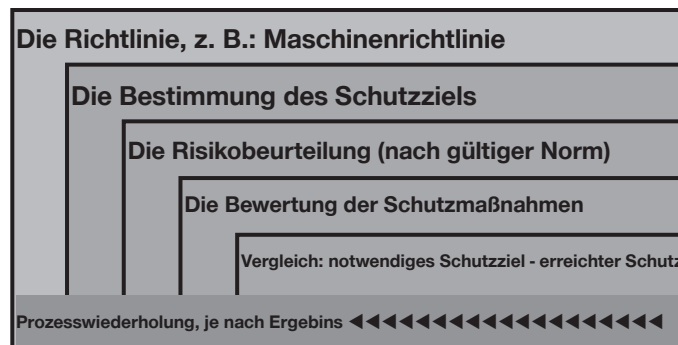 Die Richtlinie, z. B.: Maschinenrichtlinie
Die Bestimmung des Schutzziels
Die Risikobeurteilung (nach gültiger Norm)
Die Bewertung der Schutzmaßnahmen
Vergleich: notwendiges Schutzziel - erreichter Schutz
Prozesswiederholung, je nach Ergebins ◀◀◀◀◀◀◀◀◀◀◀◀◀◀◀◀◀◀◀